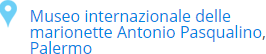 Museo internazionale delle
marionette Antonio Pasqualino,
Palermo